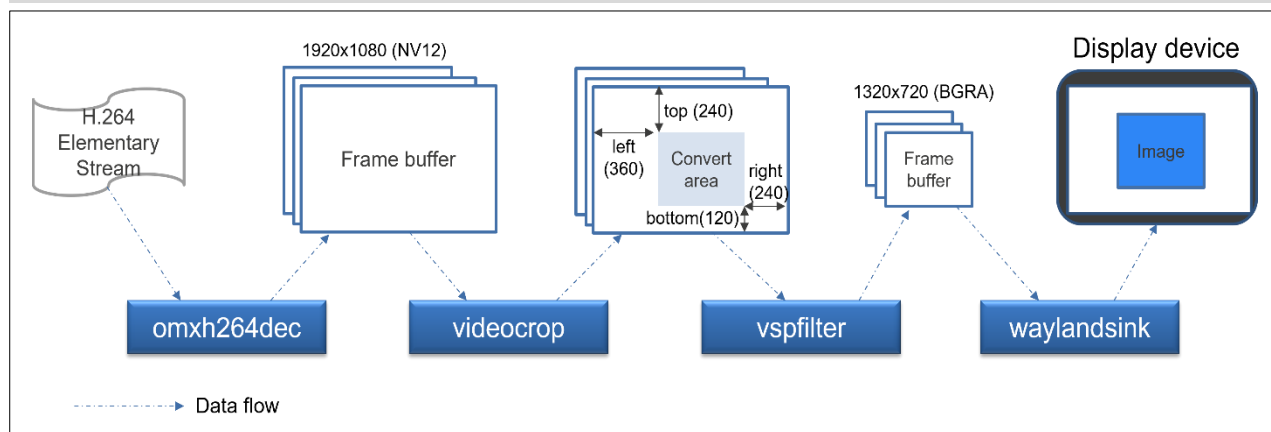 H.264
Elementary
Stream
1920x1080 (NV12)
Frame buffer
top (240)
left
(360)
Convert
area
right
(240)
bottom(120)
1320x720 (BGRA)
Frame
buffer
Display device
Image
omxh264dec
videocrop
vspfilter
waylandsink
Data flow